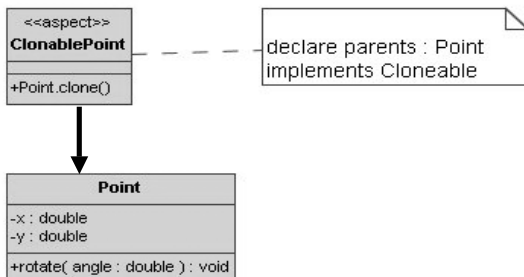 <<aspect>>
ClonablePoint
+Point.clone()
declare parents : Point
implements Cloneable
Point
-x : double
-y : double
+rotate( angle : double ) : void